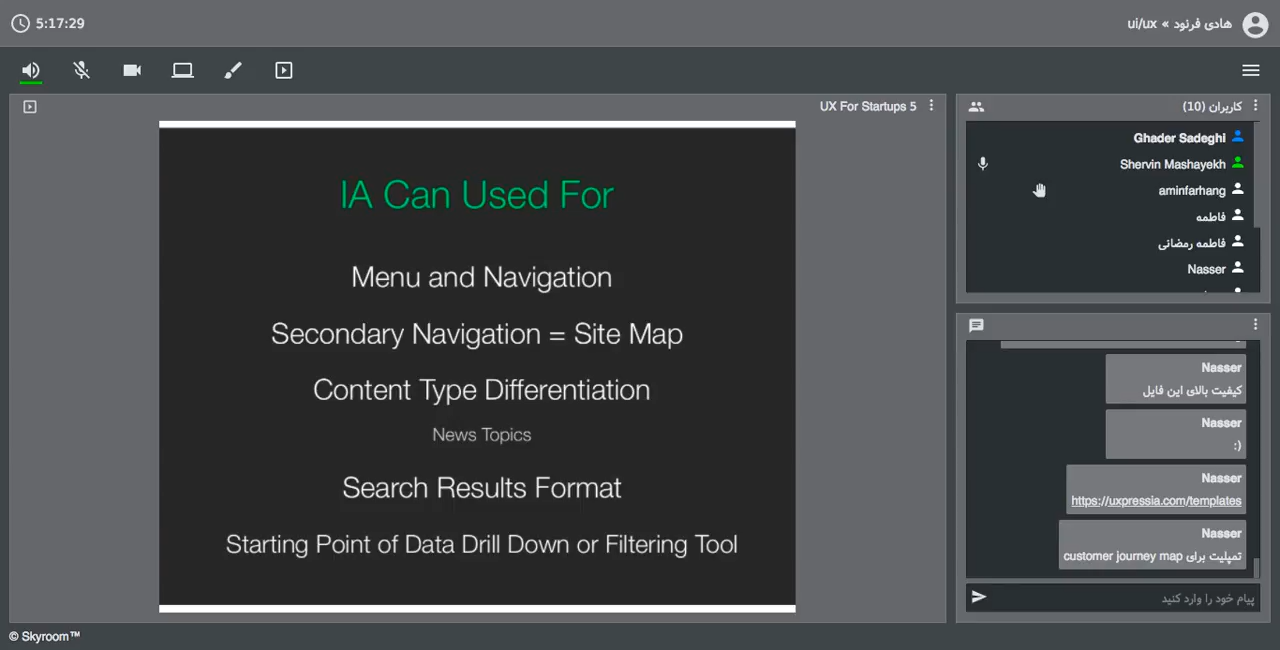 5:17:29
هادی فرنود » ui/ux
UX For Startups 5
IA Can Used For
Menu and Navigation
Secondary Navigation = Site Map
Content Type Differentiation
News Topics
Search Results Format
Starting Point of Data Drill Down or Filtering Tool
کاربران (10)
Ghader Sadeghi
Shervin Mashayekh
aminfarhang
فاطمه
فاطمه رمضانی
Nasser
Nasser
کیفیت بالای این فایل
Nasser
:)
Nasser
https://uxpressia.com/templates
Nasser
تمپلیت برای customer journey map
پیام خود را وارد کنید
© Skyroom™